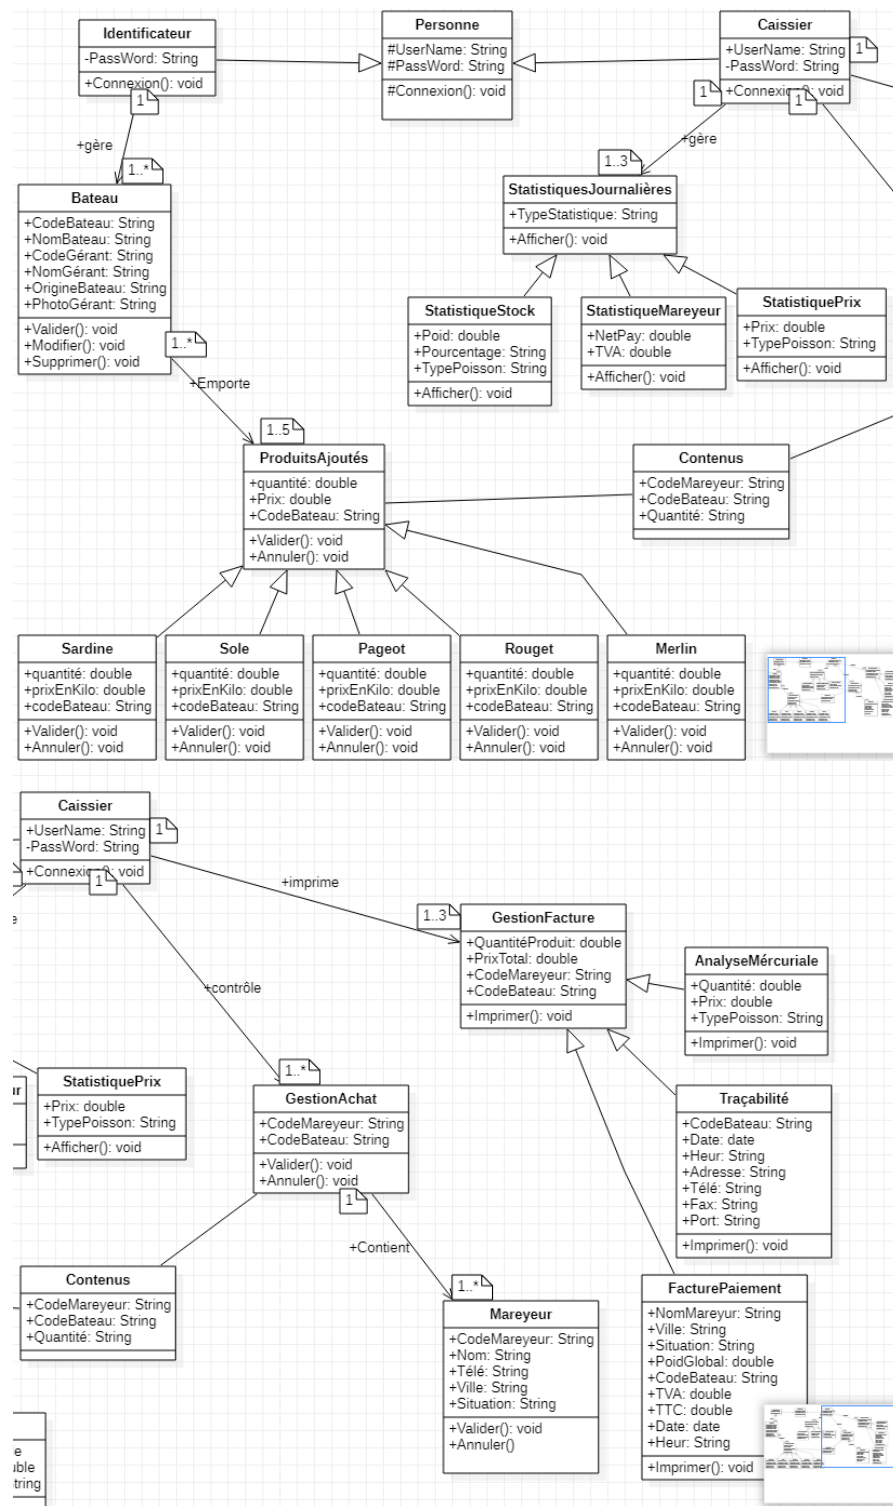 Identificateur
-PassWord: String
+Connexion(): void
1
+gère
1..*
Personne
#UserName: String
#PassWord: String
#Connexion(): void
Caissier
+UserName: String
-PassWord: String
+Connexion(): void
1
1
1
+gère
1..3
StatistiquesJournalières
+TypeStatistique: String
+Afficher(): void
Bateau
+CodeBateau: String
+NomBateau: String
+CodeGérant: String
+NomGérant: String
+OrigineBateau: String
+PhotoGérant: String
+Valider(): void
+Modifier(): void
+Supprimer(): void
1..*
+Emporte
1..5
StatistiqueStock
+Poid: double
+Pourcentage: String
+TypePoisson: String
+Afficher(): void
StatistiqueMareyeur
+NetPay: double
+TVA: double
+Afficher(): void
StatistiquePrix
+Prix: double
+TypePoisson: String
+Afficher(): void
ProduitsAjoutés
+quantité: double
+Prix: double
+CodeBateau: String
+Valider(): void
+Annuler(): void
Contenus
+CodeMareyeur: String
+CodeBateau: String
+Quantité: String
Sardine
+quantité: double
+prixEnKilo: double
+codeBateau: String
+Valider(): void
+Annuler(): void
Sole
+quantité: double
+prixEnKilo: double
+codeBateau: String
+Valider(): void
+Annuler(): void
Pageot
+quantité: double
+prixEnKilo: double
+codeBateau: String
+Valider(): void
+Annuler(): void
Rouget
+quantité: double
+prixEnKilo: double
+codeBateau: String
+Valider(): void
+Annuler(): void
Merlin
+quantité: double
+prixEnKilo: double
+codeBateau: String
+Valider(): void
+Annuler(): void
Caissier
+UserName: String
-PassWord: String
+Connexion(): void
1
1
e
+imprime
1..3
+contrôle
1..*
GestionFacture
+QuantitéProduit: double
+PrixTotal: double
+CodeMareyeur: String
+CodeBateau: String
+Imprimer(): void
AnalyseMércuriale
+Quantité: double
+Prix: double
+TypePoisson: String
+Imprimer(): void
ur
StatistiquePrix
+Prix: double
+TypePoisson: String
+Afficher(): void
GestionAchat
+CodeMareyeur: String
+CodeBateau: String
+Valider(): void
+Annuler(): void
1
+Contient
1..*
Traçabilité
+CodeBateau: String
+Date: date
+Heur: String
+Adresse: String
+Télé: String
+Fax: String
+Port: String
+Imprimer(): void
Contenus
+CodeMareyeur: String
+CodeBateau: String
+Quantité: String
Mareyeur
+CodeMareyeur: String
+Nom: String
+Télé: String
+Ville: String
+Situation: String
+Valider(): void
+Annuler()
FacturePaiement
+NomMareyur: String
+Ville: String
+Situation: String
+PoidGlobal: double
+CodeBateau: String
+TVA: double
+TTC: double
+Date: date
+Heur: String
+Imprimer(): void
le
uble
tring